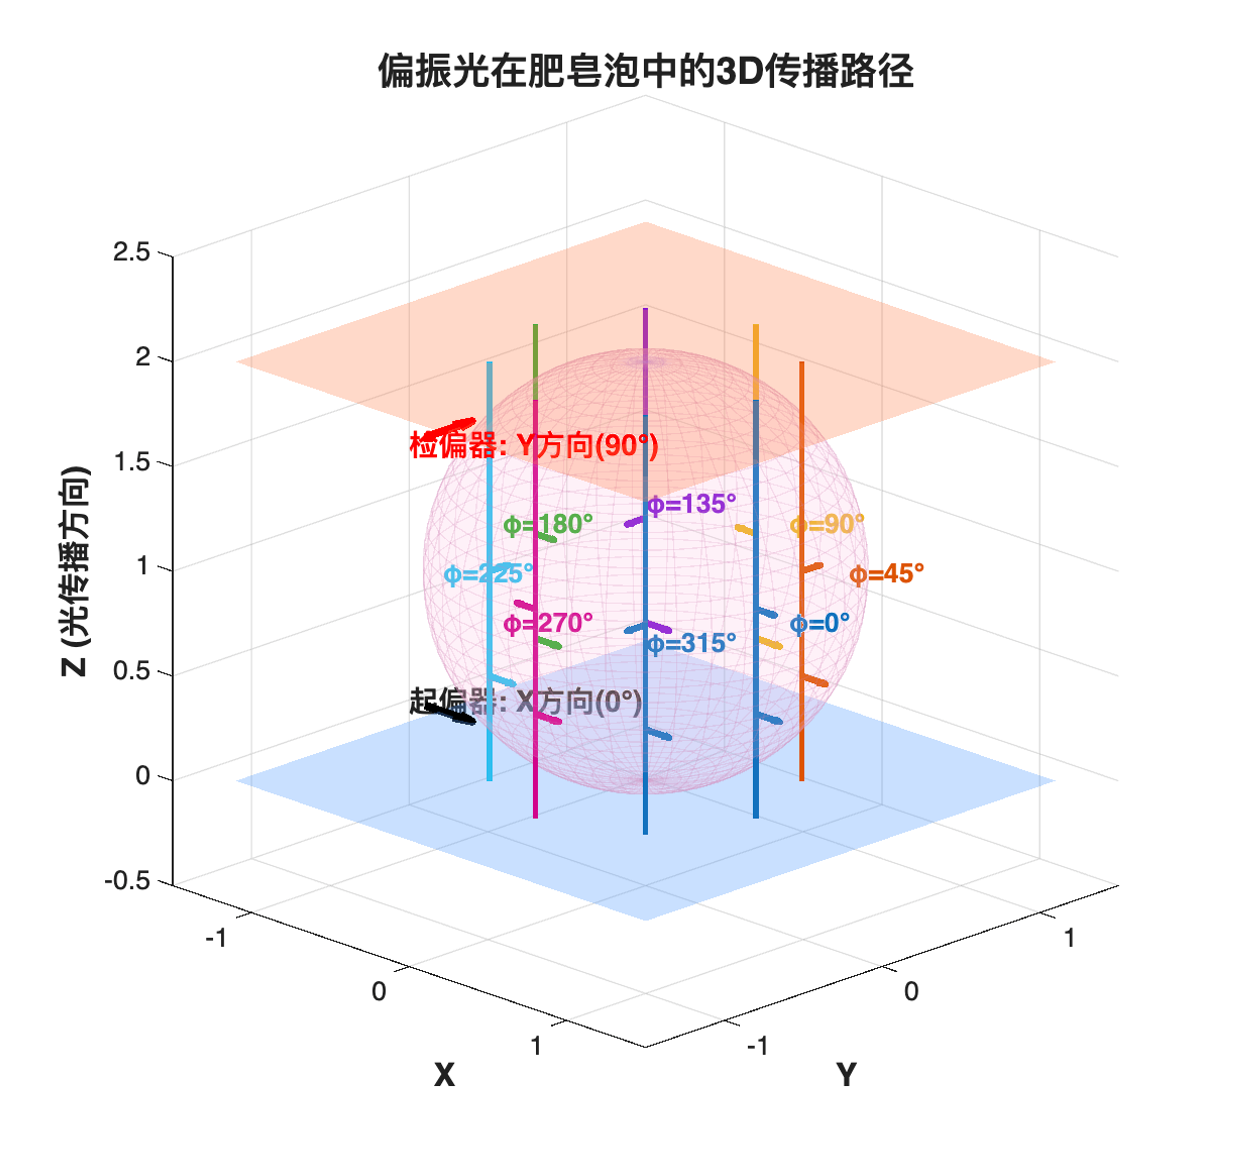 偏振光在肥皂泡中的3D传播路径
2.5
2
1.5
1
0.5
0
-0.5
Z (光传播方向)
检偏器: Y方向(90°)
ϕ=135°
ϕ=180°
ϕ=90°
ϕ=225°
ϕ=45°
ϕ=270°
ϕ=0°
ϕ=315°
起偏器: X方向(0°)
-1
0
1
X
-1
0
1
Y